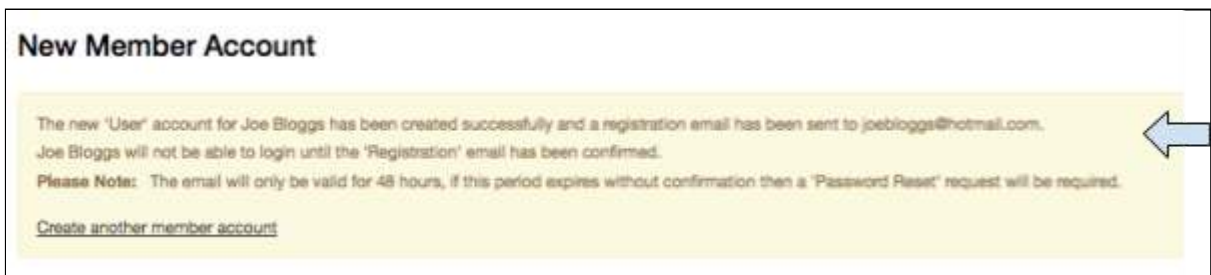 New Member Account
The new 'User' account for Joe Bloggs has been created successfully and a registration email has been sent to joebloggs@hotmail.com.
Joe Bloggs will not be able to login until the 'Registration' email has been confirmed.
Please Note: The email will only be valid for 48 hours, if this period expires without confirmation then a 'Password Reset' request will be required.
Create another member account